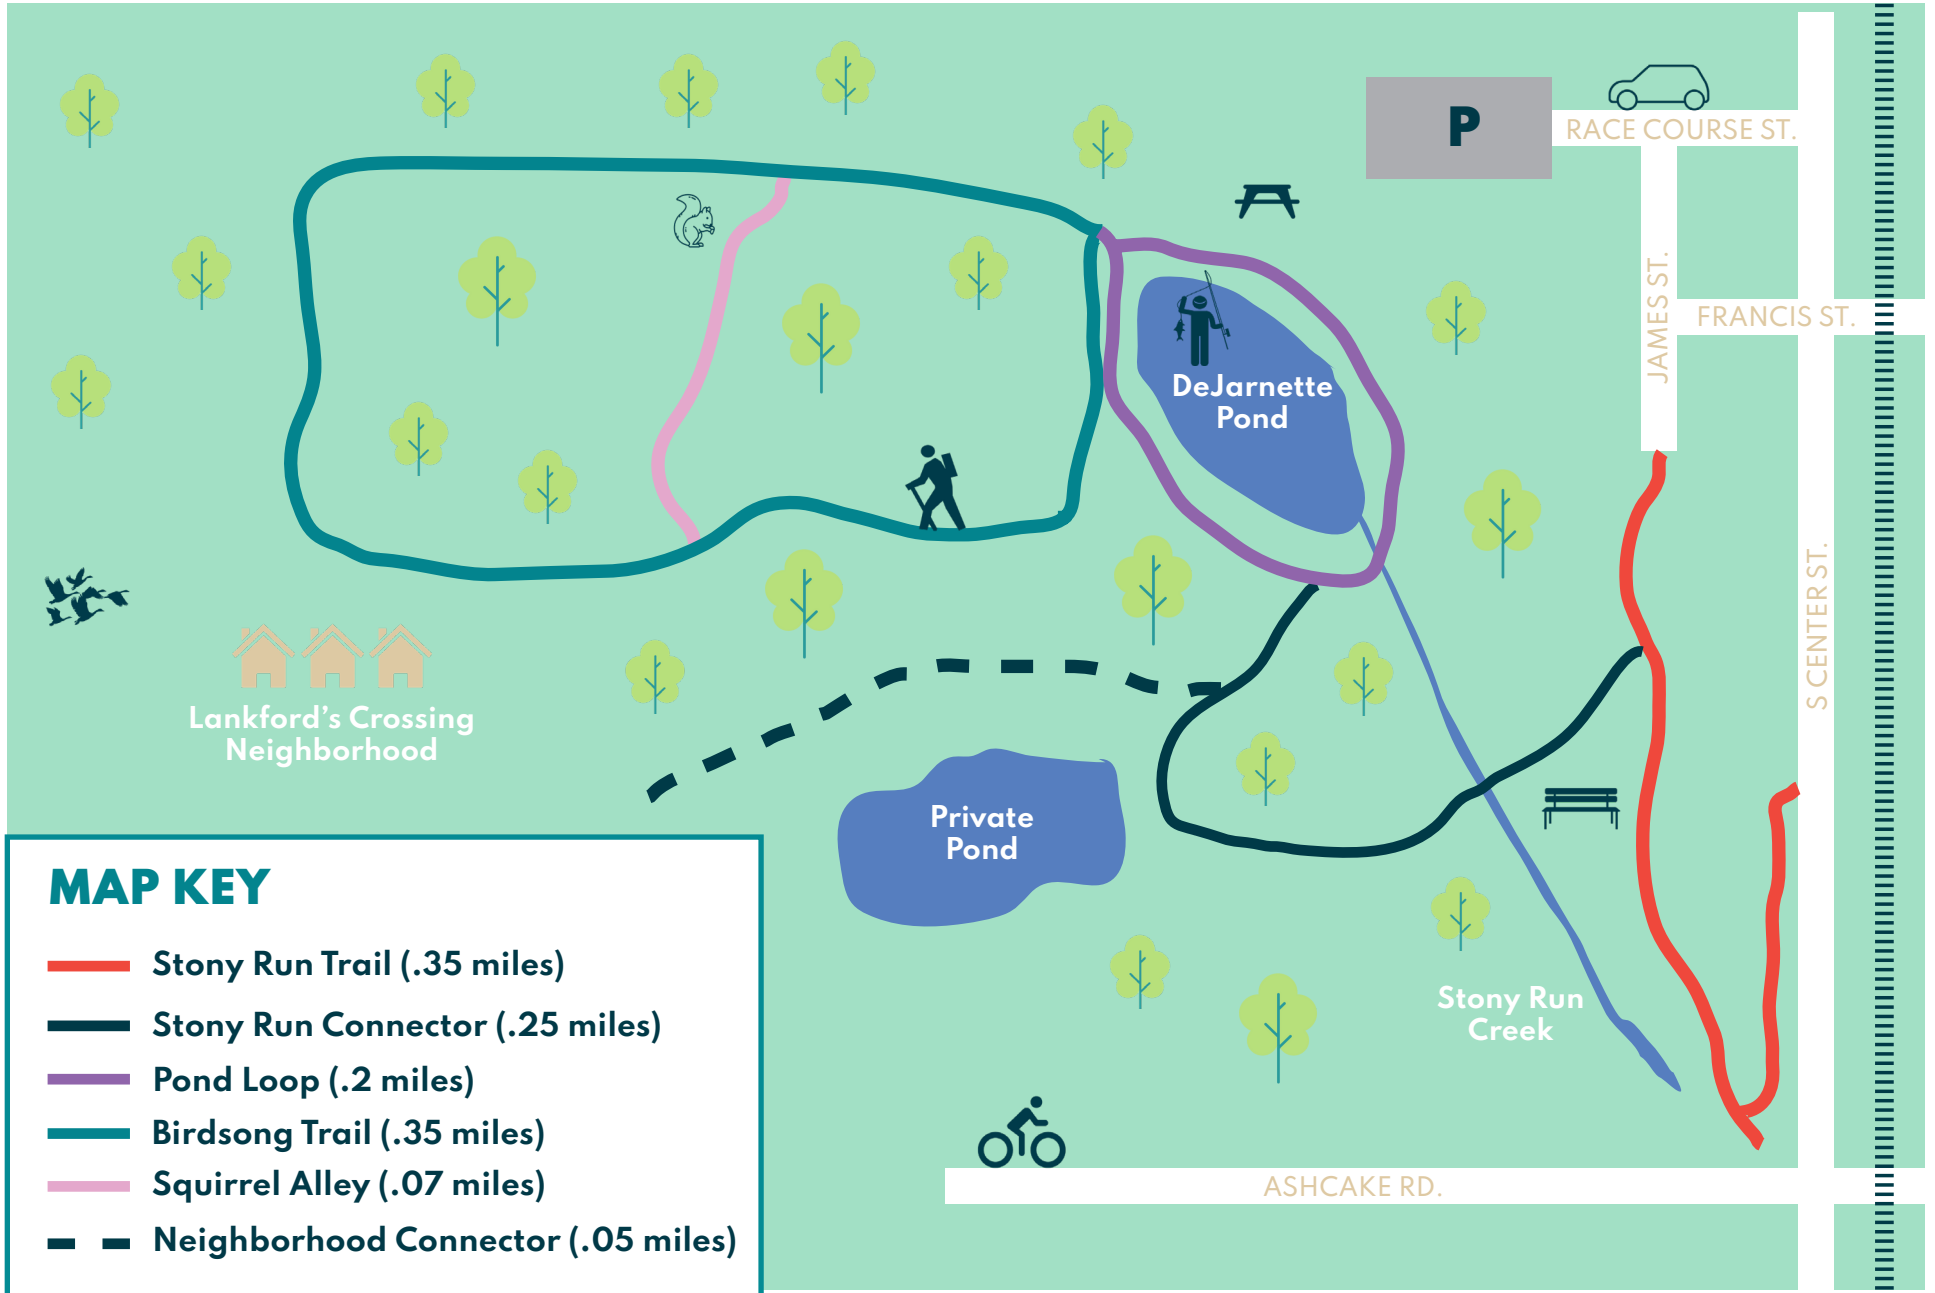 P
RACE COURSE ST.
JAMES ST.
FRANCIS ST.
DeJarnette
Pond
S CENTER ST.
Lankford’s Crossing
Neighborhood
Private
Pond
Stony Run
Creek
ASHCAKE RD.
MAP KEY
Stony Run Trail (.35 miles)
Stony Run Connector (.25 miles)
Pond Loop (.2 miles)
Birdsong Trail (.35 miles)
Squirrel Alley (.07 miles)
Neighborhood Connector (.05 miles)